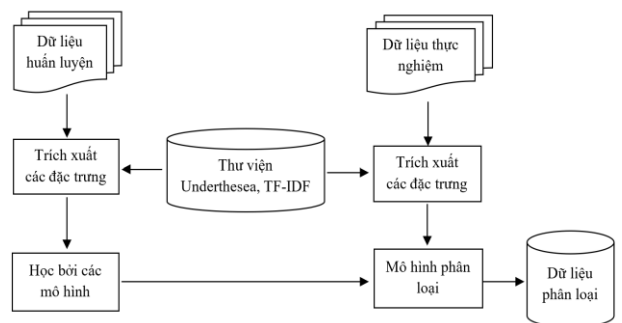 Dữ liệu
huấn luyện
Dữ liệu thực
nghiệm
Trích xuất
các đặc trưng
Thư viện
Underthesea, TF-IDF
Trích xuất
các đặc trưng
Học bởi các
mô hình
Mô hình phân
loại
Dữ liệu
phân loại